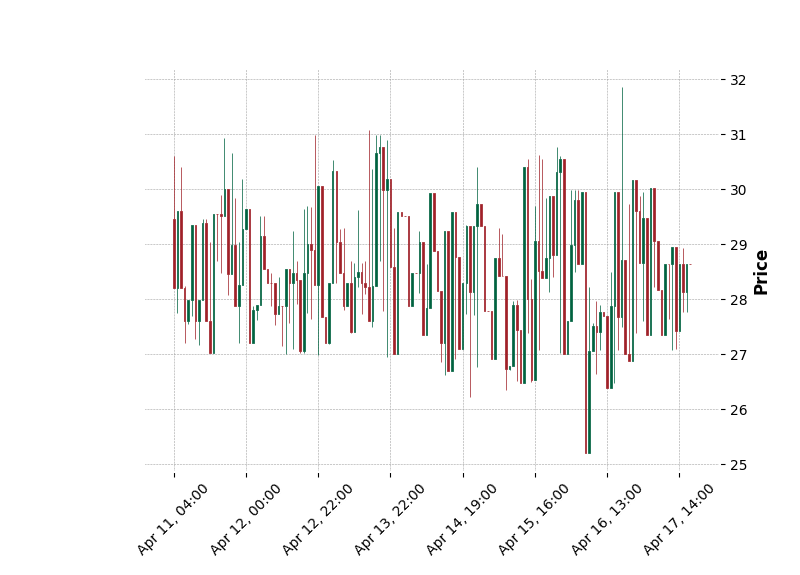 32
31
30
29
28
27
26
25
Price
Apr 11, 04:00
Apr 12, 00:00
Apr 12, 22:00
Apr 13, 22:00
Apr 14, 19:00
Apr 15, 16:00
Apr 16, 13:00
Apr 17, 14:00